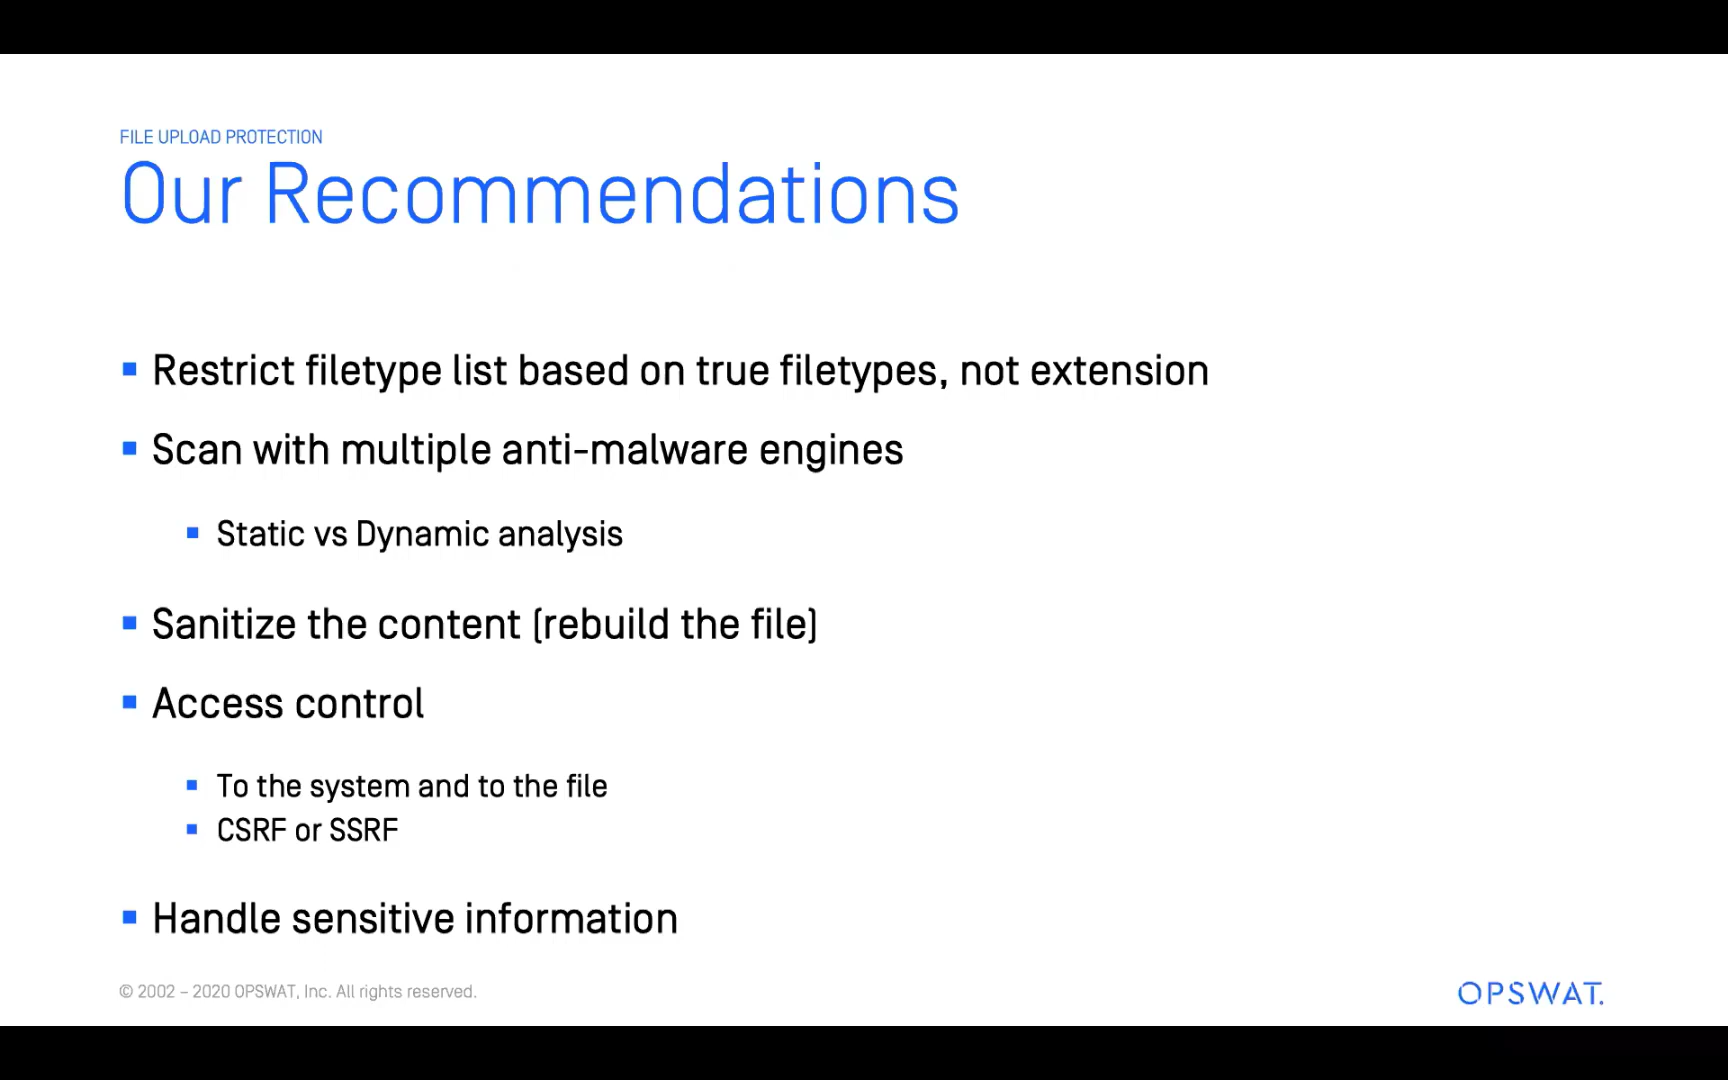 FILE UPLOAD PROTECTION
Our Recommendations
Restrict filetype list based on true filetypes, not extension
Scan with multiple anti-malware engines
Static vs Dynamic analysis
Sanitize the content (rebuild the file)
Access control
To the system and to the file
CSRF or SSRF
Handle sensitive information
© 2002 – 2020 OPSWAT, Inc. All rights reserved.
OPSWAT.